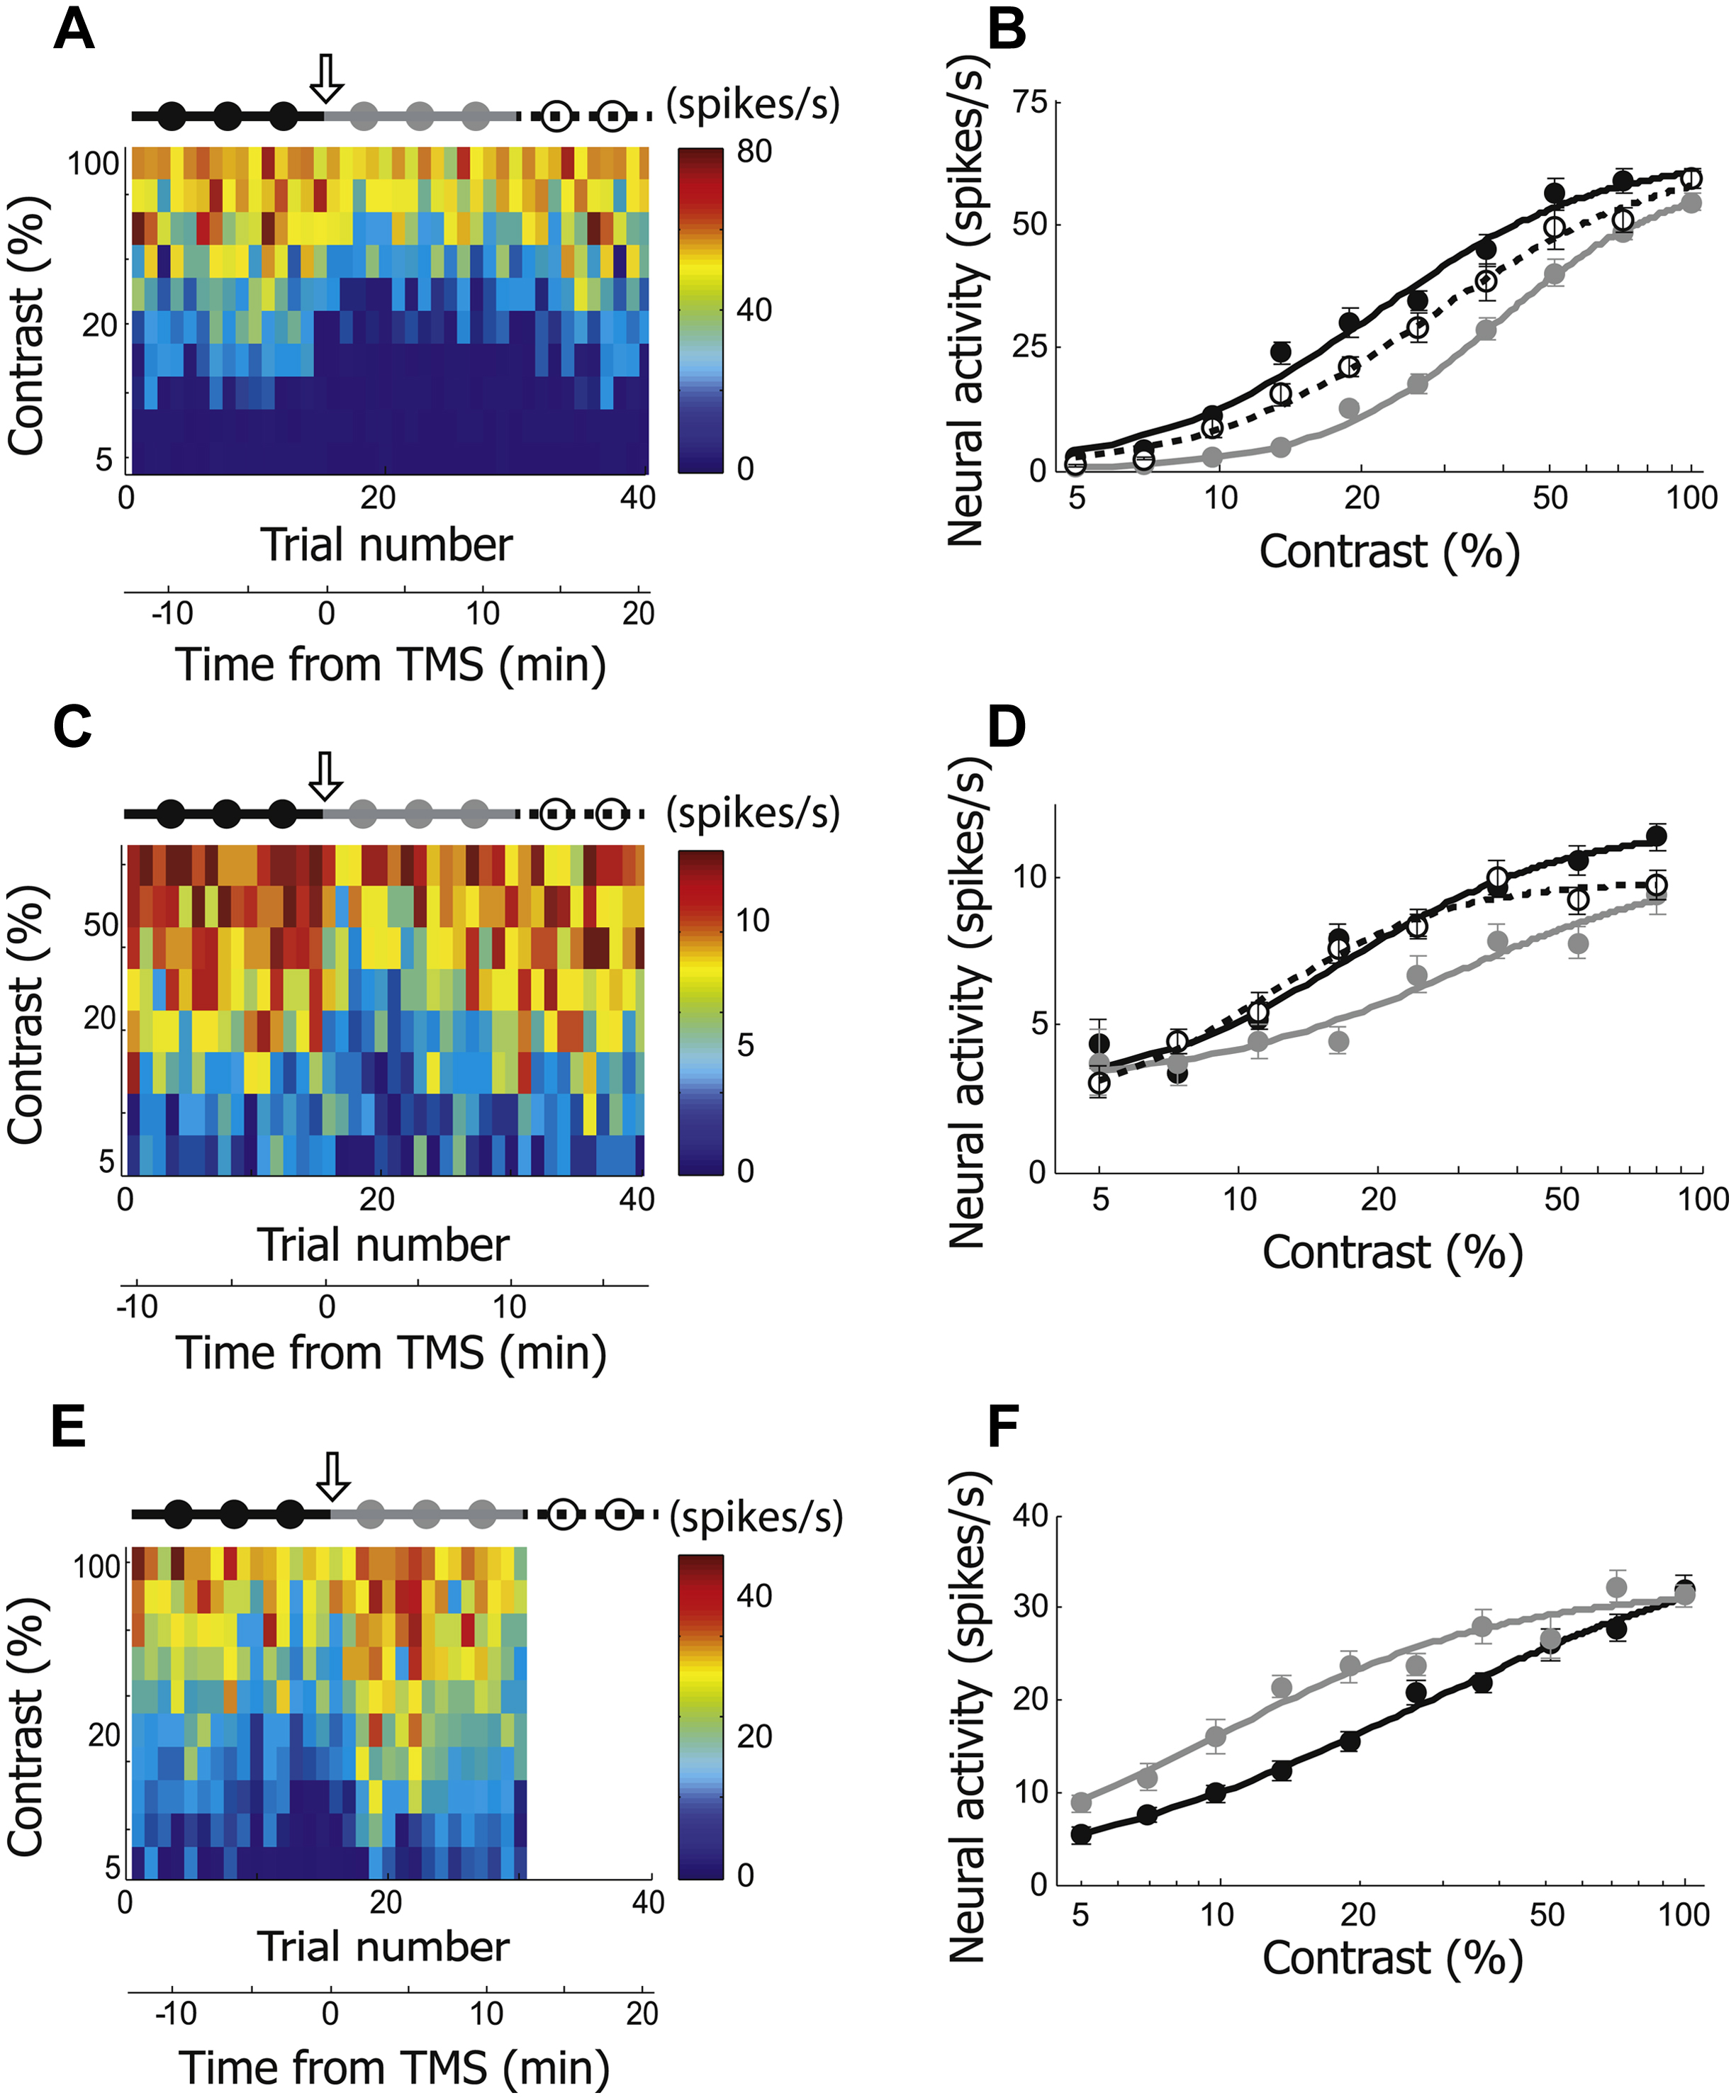 A
(spikes/s)
Contrast (%)
100
20
5
80
40
0
0 20 40
Trial number
-10 0 10 20
Time from TMS (min)
B
Neural activity (spikes/s)
75
50
25
0
5 10 20 50 100
Contrast (%)
C
(spikes/s)
Contrast (%)
50
20
5
10
5
0
0 20 40
Trial number
-10 0 10
Time from TMS (min)
D
Neural activity (spikes/s)
10
5
0
5 10 20 50 100
Contrast (%)
E
(spikes/s)
Contrast (%)
100
20
5
40
20
0
0 20 40
Trial number
-10 0 10 20
Time from TMS (min)
F
Neural activity (spikes/s)
40
30
20
10
0
5 10 20 50 100
Contrast (%)